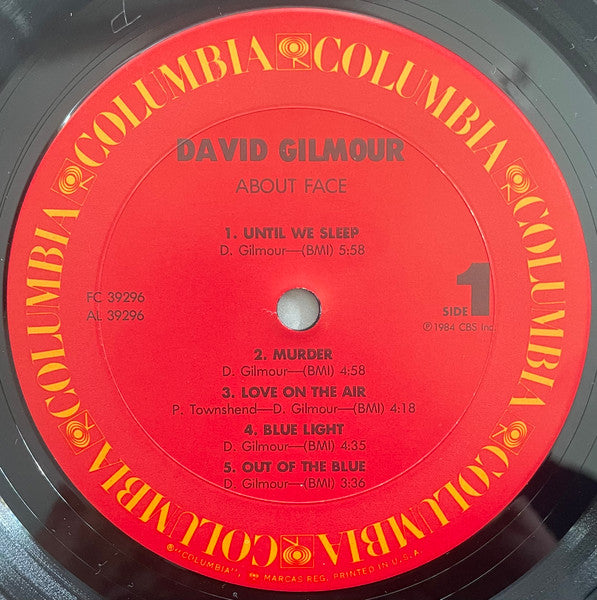 COLUMBIA COLUMBIA COLUMBIA COLUMBIA COLUMBIA COLUMBIA
DAVID GILMOUR
ABOUT FACE
1. UNTIL WE SLEEP
D. Gilmour—(BMI) 5:58
FC 39296
AL 39296
SIDE 1
℗1984 CBS Inc.
2. MURDER
D. Gilmour—(BMI) 4:58
3. LOVE ON THE AIR
P. Townshend—D. Gilmour—(BMI) 4:18
4. BLUE LIGHT
D. Gilmour—(BMI) 4:35
5. OUT OF THE BLUE
D. Gilmour—(BMI) 3:36
®"COLUMBIA", MARCAS REG. PRINTED IN U.S.A.